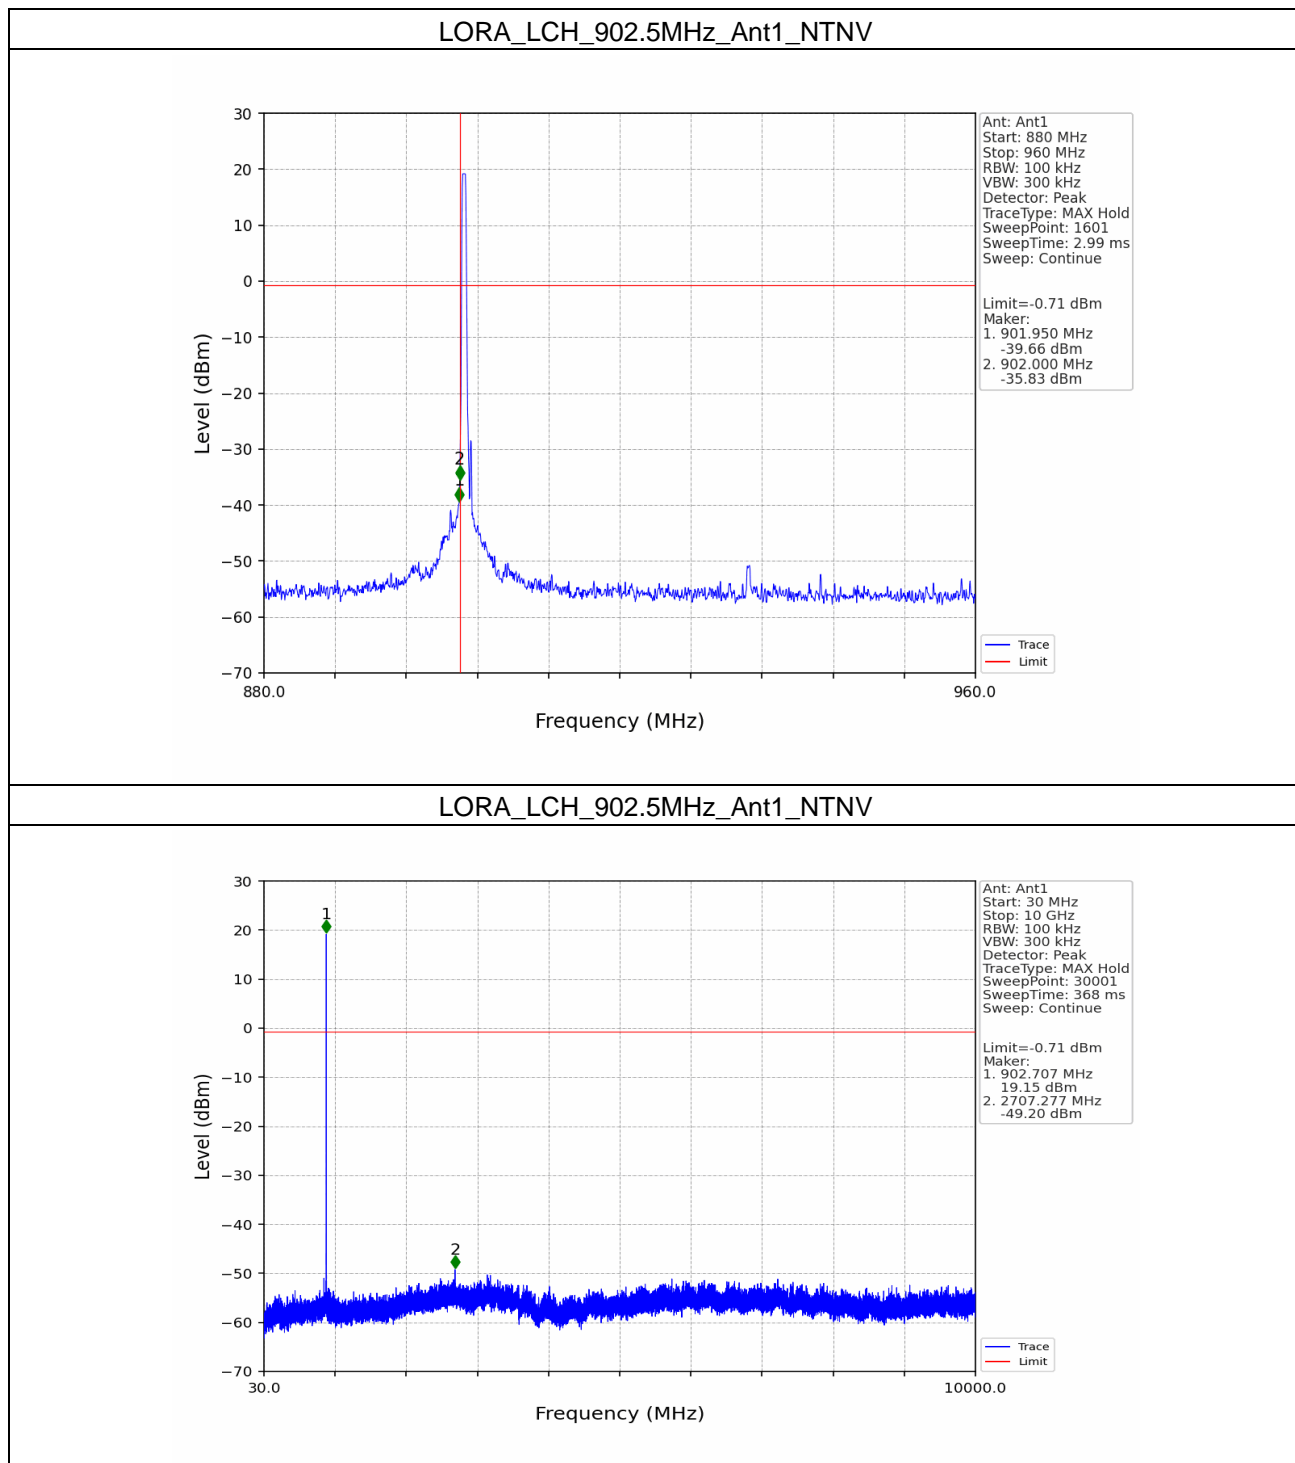 LORA_LCH_902.5MHz_Ant1_NTNV
30
20
10
0
−10
−20
−30
−40
−50
−60
−70
Level (dBm)
2
1
880.0
960.0
Frequency (MHz)
Ant: Ant1
Start: 880 MHz
Stop: 960 MHz
RBW: 100 kHz
VBW: 300 kHz
Detector: Peak
TraceType: MAX Hold
SweepPoint: 1601
SweepTime: 2.99 ms
Sweep: Continue
Limit=-0.71 dBm
Maker:
1. 901.950 MHz
-39.66 dBm
2. 902.000 MHz
-35.83 dBm
Trace
Limit
LORA_LCH_902.5MHz_Ant1_NTNV
30
20
10
0
−10
−20
−30
−40
−50
−60
−70
Level (dBm)
1
2
30.0
10000.0
Frequency (MHz)
Ant: Ant1
Start: 30 MHz
Stop: 10 GHz
RBW: 100 kHz
VBW: 300 kHz
Detector: Peak
TraceType: MAX Hold
SweepPoint: 30001
SweepTime: 368 ms
Sweep: Continue
Limit=-0.71 dBm
Maker:
1. 902.707 MHz
19.15 dBm
2. 2707.277 MHz
-49.20 dBm
Trace
Limit